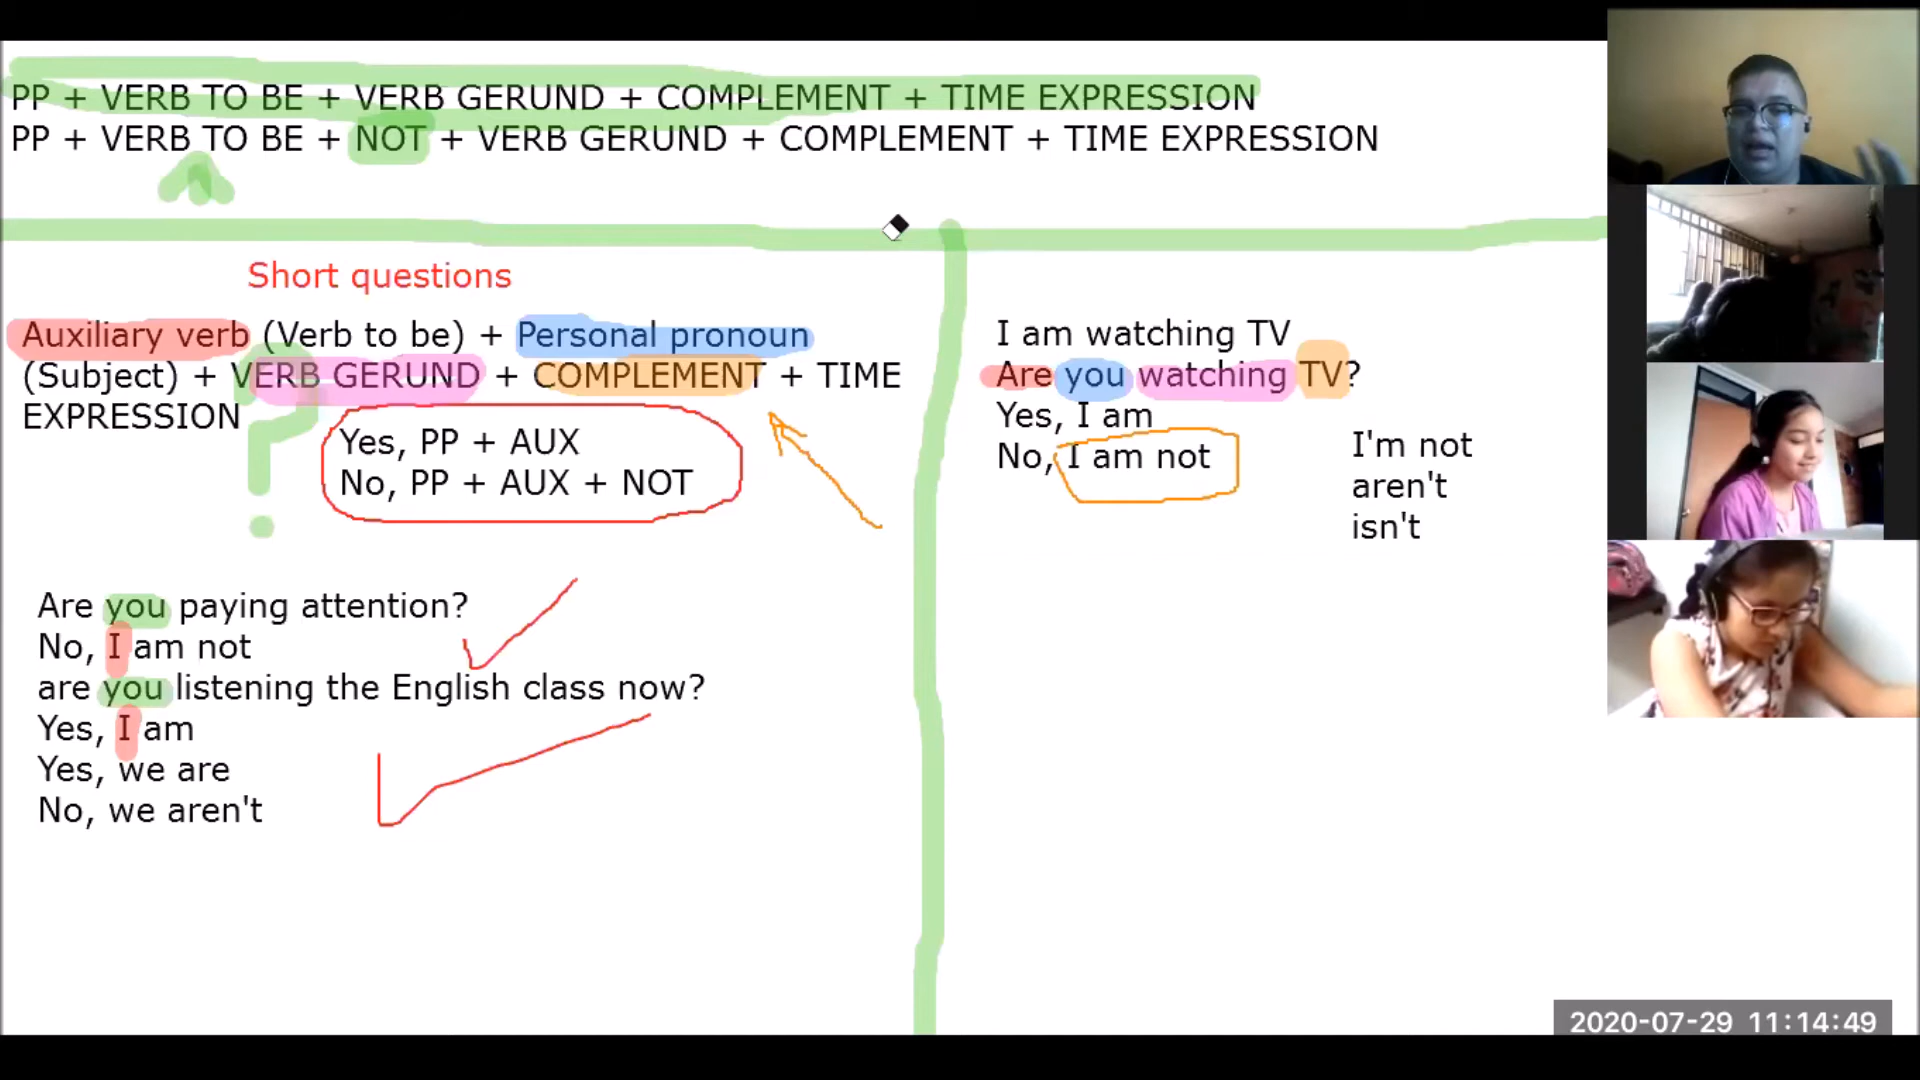 PP + VERB TO BE + VERB GERUND + COMPLEMENT + TIME EXPRESSION
PP + VERB TO BE + NOT + VERB GERUND + COMPLEMENT + TIME EXPRESSION
Short questions
Auxiliary verb (Verb to be) + Personal pronoun
(Subject) + VERB GERUND + COMPLEMENT + TIME
EXPRESSION
?
Yes, PP + AUX
No, PP + AUX + NOT
Are you paying attention?
No, I am not
are you listening the English class now?
Yes, I am
Yes, we are
No, we aren't
I am watching TV
Are you watching TV?
Yes, I am
No, I am not
I'm not
aren't
isn't
2020-07-29 11:14:49